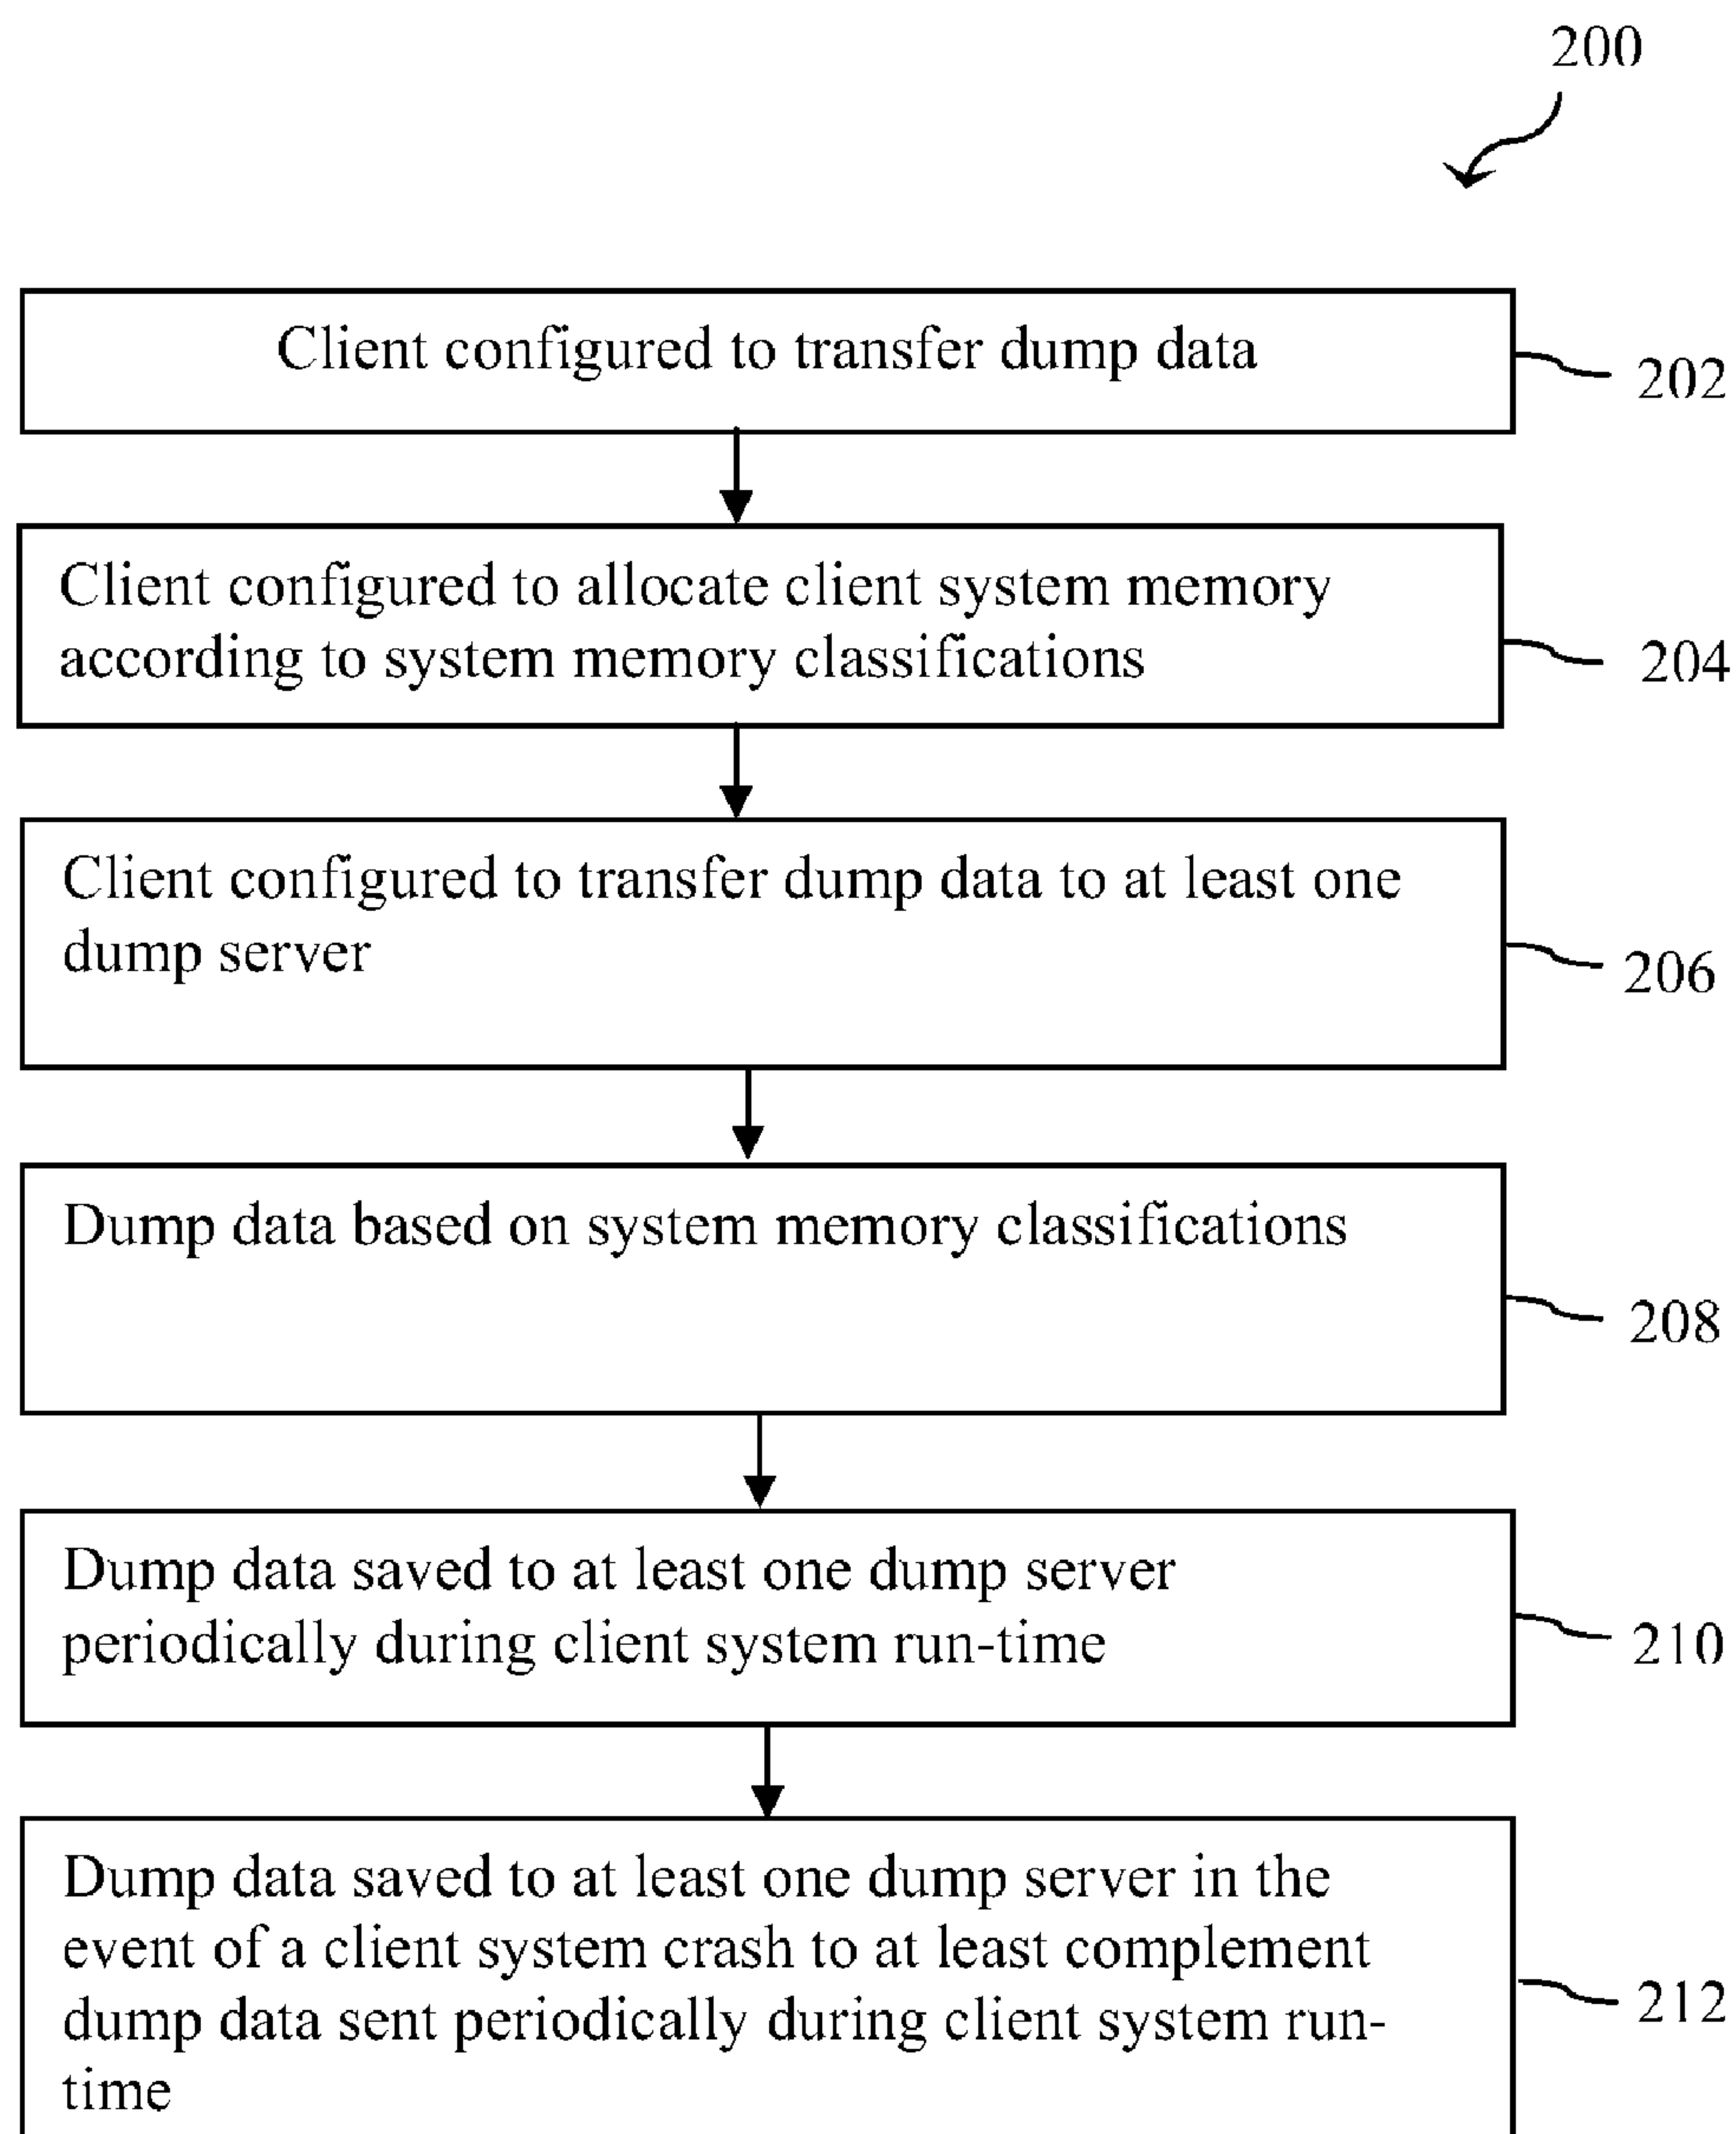 200
Client configured to transfer dump data
202
Client configured to allocate client system memory
according to system memory classifications
204
Client configured to transfer dump data to at least one
dump server
206
Dump data based on system memory classifications
208
Dump data saved to at least one dump server
periodically during client system run-time
210
Dump data saved to at least one dump server in the
event of a client system crash to at least complement
dump data sent periodically during client system run-
time
212